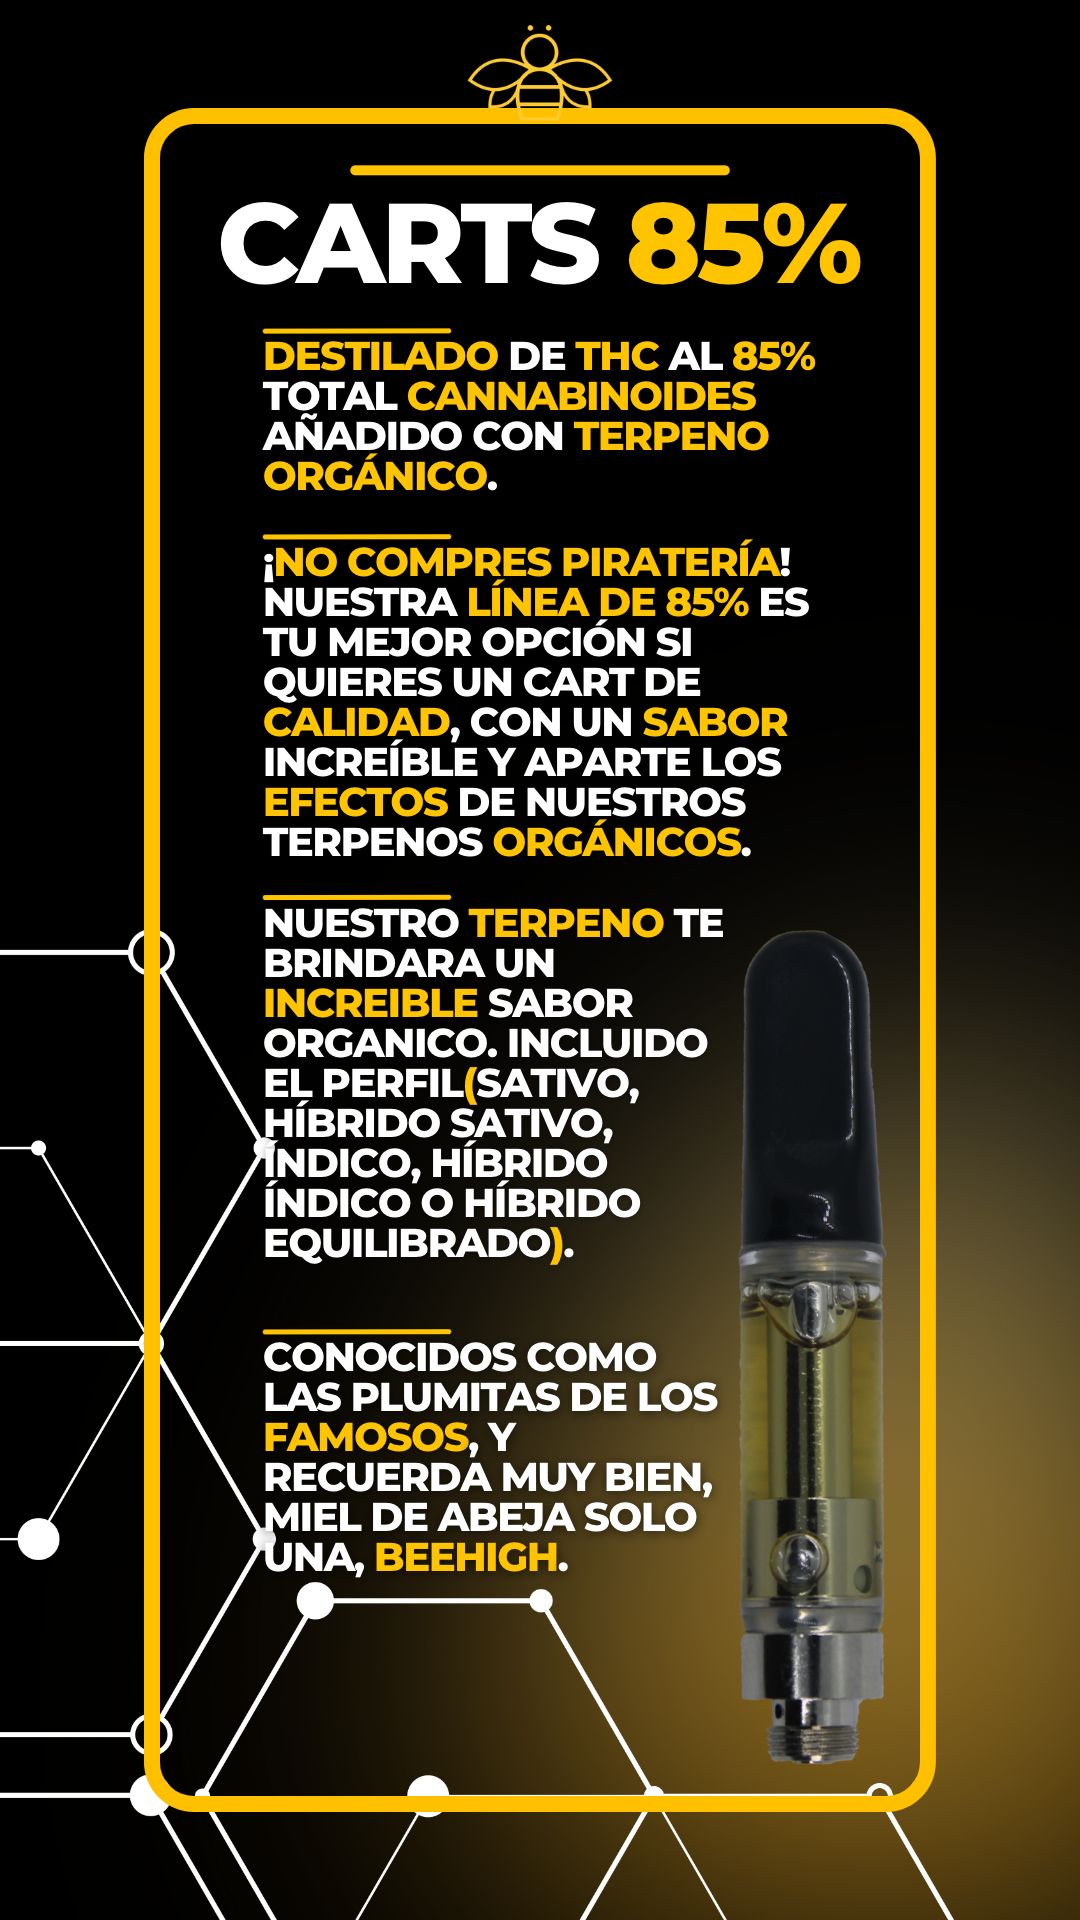 CARTS 85%
DESTILADO DE THC AL 85%
TOTAL CANNABINOIDES
AÑADIDO CON TERPENO
ORGÁNICO.
¡NO COMPRES PIRATERÍA!
NUESTRA LÍNEA DE 85% ES
TU MEJOR OPCIÓN SI
QUIERES UN CART DE
CALIDAD, CON UN SABOR
INCREÍBLE Y APARTE LOS
EFECTOS DE NUESTROS
TERPENOS ORGÁNICOS.
NUESTRO TERPENO TE
BRINDARA UN
INCREIBLE SABOR
ORGANICO. INCLUIDO
EL PERFIL(SATIVO,
HÍBRIDO SATIVO,
ÍNDICO, HÍBRIDO
ÍNDICO O HÍBRIDO
EQUILIBRADO).
CONOCIDOS COMO
LAS PLUMITAS DE LOS
FAMOSOS, Y
RECUERDA MUY BIEN,
MIEL DE ABEJA SOLO
UNA, BEEHIGH.